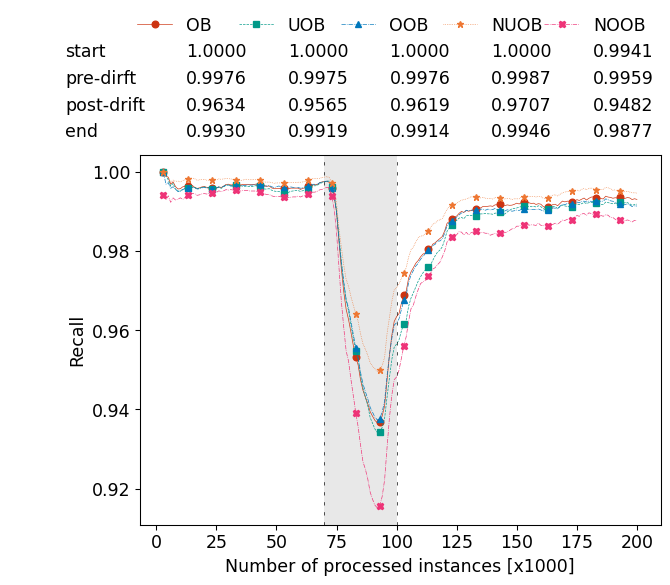 OB UOB OOB NUOB NOOB
start 1.0000 1.0000 1.0000 1.0000 0.9941
pre-dirft 0.9976 0.9975 0.9976 0.9987 0.9959
post-drift 0.9634 0.9565 0.9619 0.9707 0.9482
end 0.9930 0.9919 0.9914 0.9946 0.9877
1.00
0.98
0.96
0.94
0.92
Recall
0 25 50 75 100 125 150 175 200
Number of processed instances [x1000]